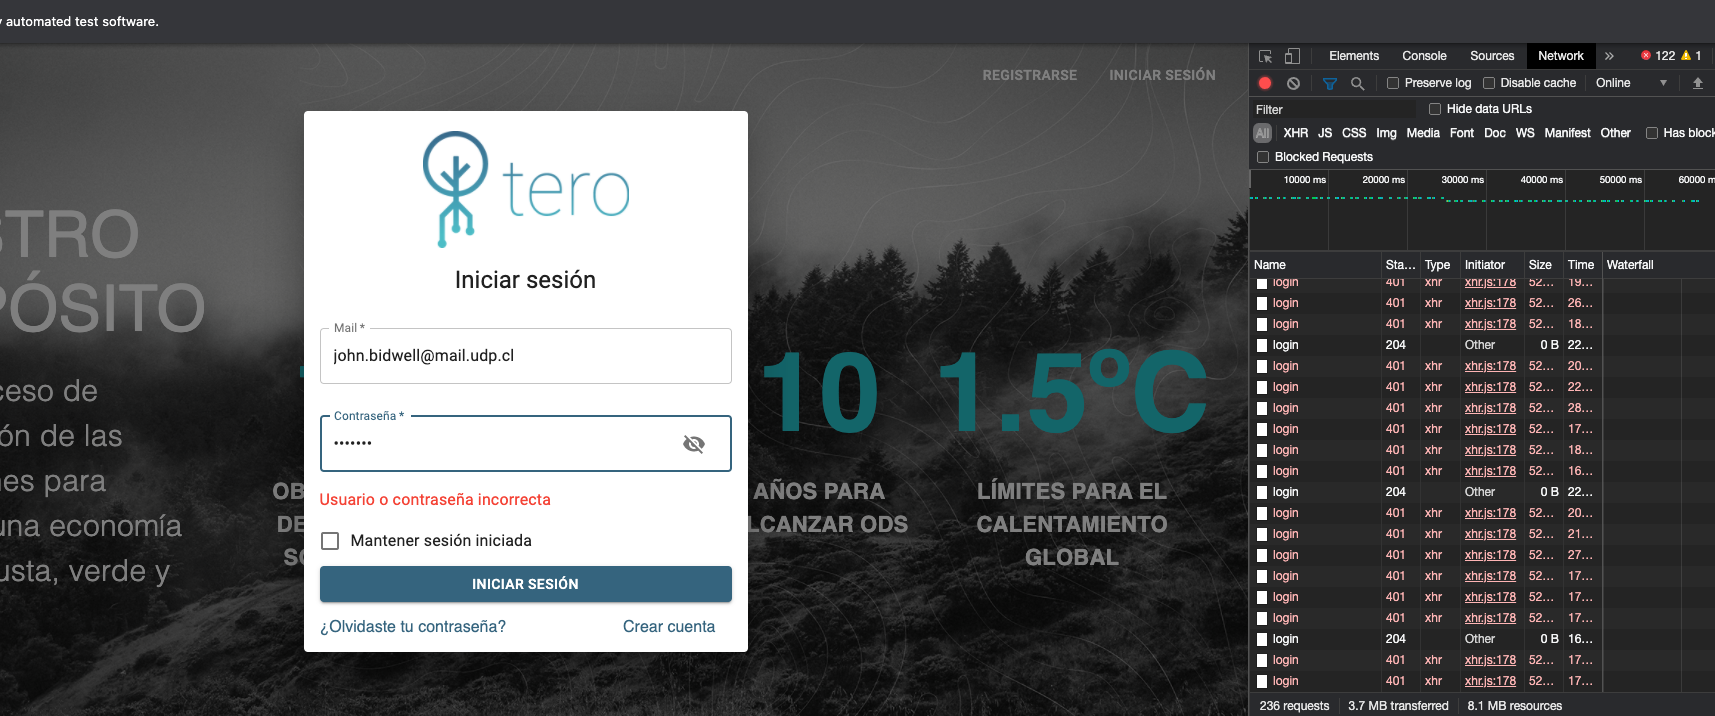 automated test software.
REGISTRARSE INICIAR SESIÓN
tero
Iniciar sesión
Mail *
john.bidwell@mail.udp.cl
Contraseña *
•••••••
Usuario o contraseña incorrecta
Mantener sesión iniciada
INICIAR SESIÓN
¿Olvidaste tu contraseña? Crear cuenta
STRO
PÓSITO
ceso de
ón de las
nes para
una economía
usta, verde y
OB
DE
SO
10
AÑOS PARA
LCANZAR ODS
1.5°C
LÍMITES PARA EL
CALENTAMIENTO
GLOBAL
Elements Console Sources Network » 122 1
Preserve log Disable cache Online
Filter Hide data URLs
All XHR JS CSS Img Media Font Doc WS Manifest Other Has block
Blocked Requests
10000 ms 20000 ms 30000 ms 40000 ms 50000 ms 60000 m
Name Sta... Type Initiator Size Time Waterfall
login 401 xhr xhr.js:178 52... 19...
login 401 xhr xhr.js:178 52... 26...
login 401 xhr xhr.js:178 52... 18...
login 204 Other 0 B 22...
login 401 xhr xhr.js:178 52... 20...
login 401 xhr xhr.js:178 52... 22...
login 401 xhr xhr.js:178 52... 28...
login 401 xhr xhr.js:178 52... 17...
login 401 xhr xhr.js:178 52... 18...
login 401 xhr xhr.js:178 52... 16...
login 204 Other 0 B 22...
login 401 xhr xhr.js:178 52... 20...
login 401 xhr xhr.js:178 52... 21...
login 401 xhr xhr.js:178 52... 27...
login 401 xhr xhr.js:178 52... 17...
login 401 xhr xhr.js:178 52... 17...
login 401 xhr xhr.js:178 52... 17...
login 204 Other 0 B 16...
login 401 xhr xhr.js:178 52... 17...
login 401 xhr xhr.js:178 52... 17...
236 requests 3.7 MB transferred 8.1 MB resources